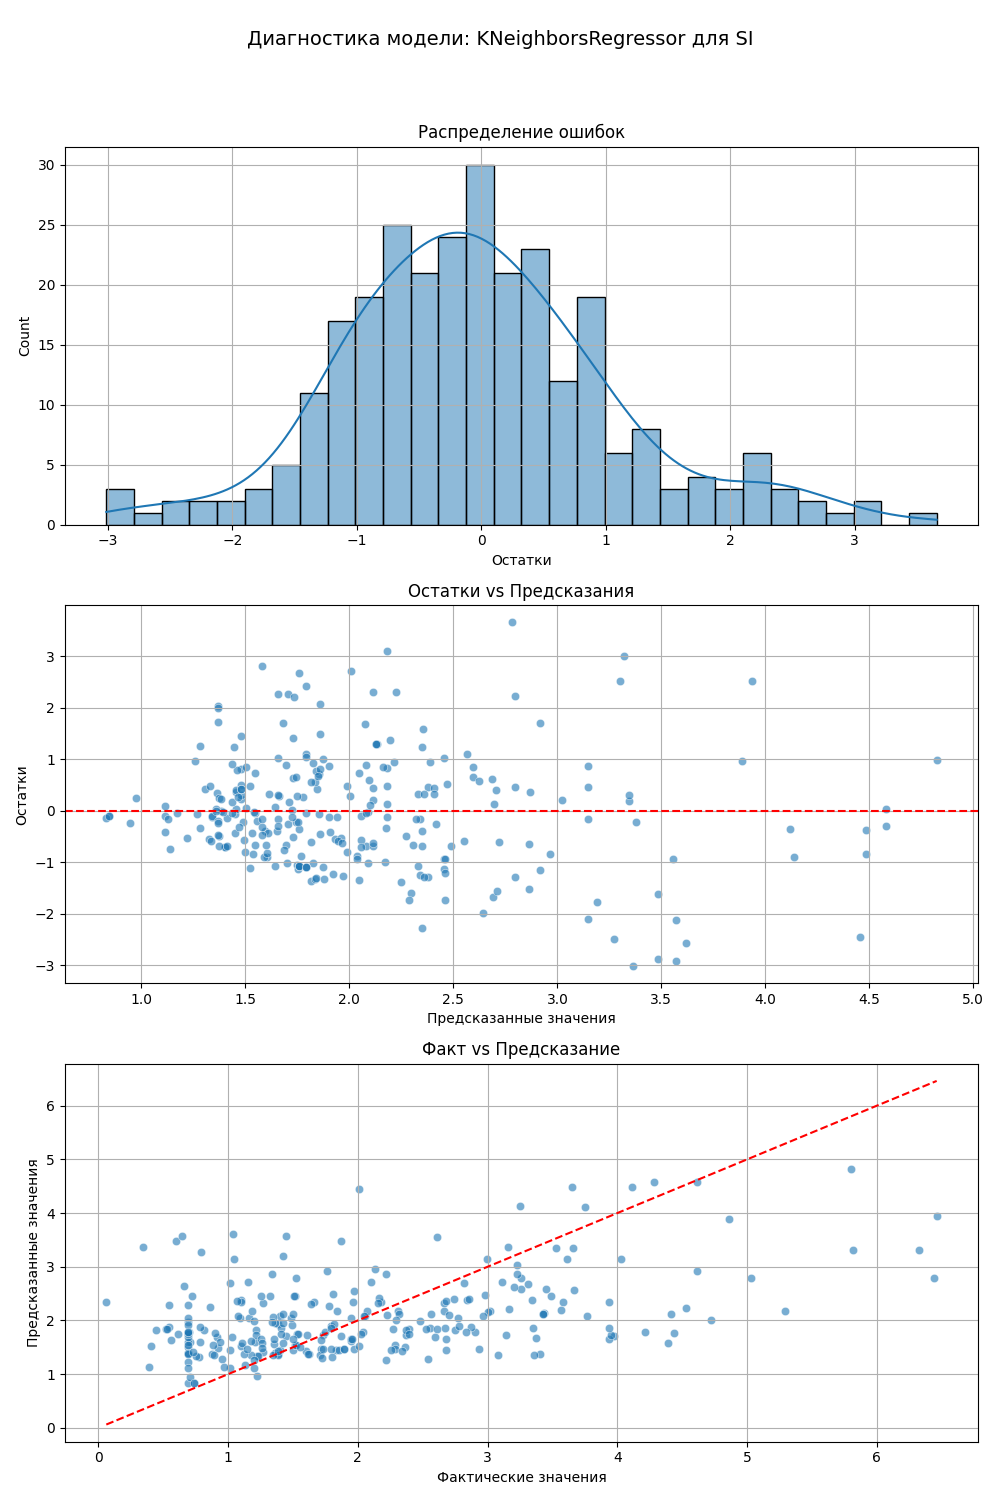 Диагностика модели: KNeighborsRegressor для SI
Распределение ошибок
30
25
20
15
10
5
0
Count
−3 −2 −1 0 1 2 3
Остатки
Остатки vs Предсказания
3
2
1
0
−1
−2
−3
Остатки
1.0 1.5 2.0 2.5 3.0 3.5 4.0 4.5 5.0
Предсказанные значения
Факт vs Предсказание
6
5
4
3
2
1
0
Предсказанные значения
0 1 2 3 4 5 6
Фактические значения